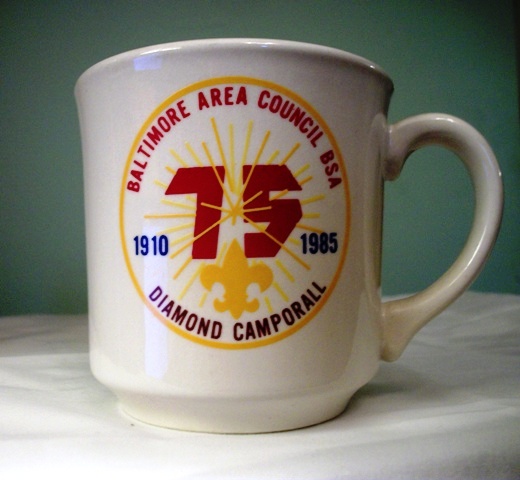 BALTIMORE AREA COUNCIL BSA
75
1910 1985
DIAMOND CAMPORALL